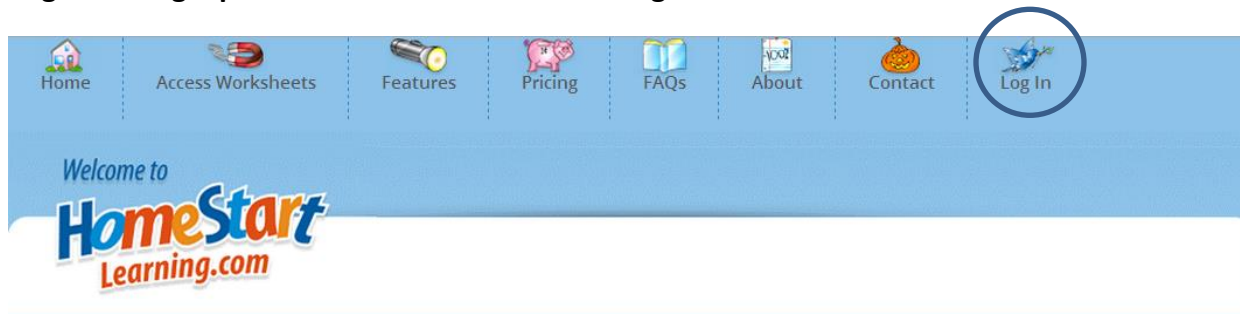 Home Access Worksheets Features Pricing FAQs About Contact Log In
Welcome to
HomeStart
Learning.com